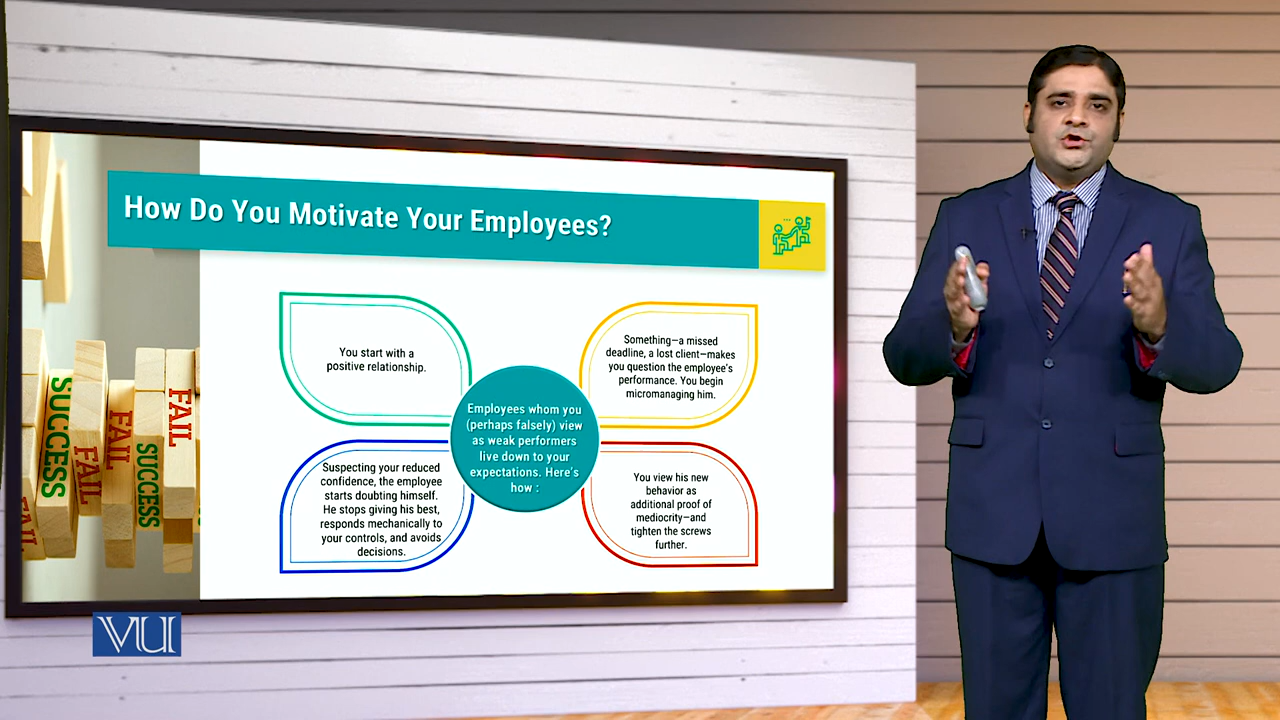 How Do You Motivate Your Employees?
You start with a
positive relationship.
Something—a missed
deadline, a lost client—makes
you question the employee's
performance. You begin
micromanaging him.
Employees whom you
(perhaps falsely) view
as weak performers
live down to your
expectations. Here's
how :
Suspecting your reduced
confidence, the employee
starts doubting himself.
He stops giving his best,
responds mechanically to
your controls, and avoids
decisions.
You view his new
behavior as
additional proof of
mediocrity—and
tighten the screws
further.
FAIL
SUCCESS
FAIL
FAIL
SUCCESS
FAIL
VU